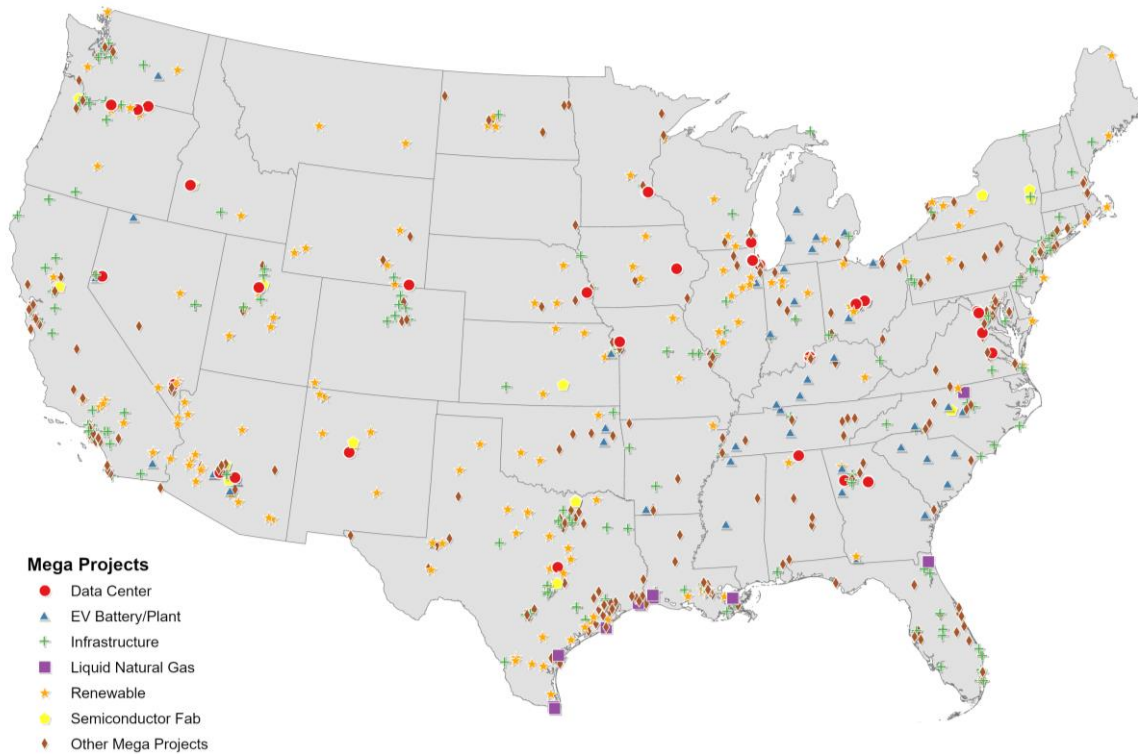 Mega Projects
Data Center
EV Battery/Plant
Infrastructure
Liquid Natural Gas
Renewable
Semiconductor Fab
Other Mega Projects